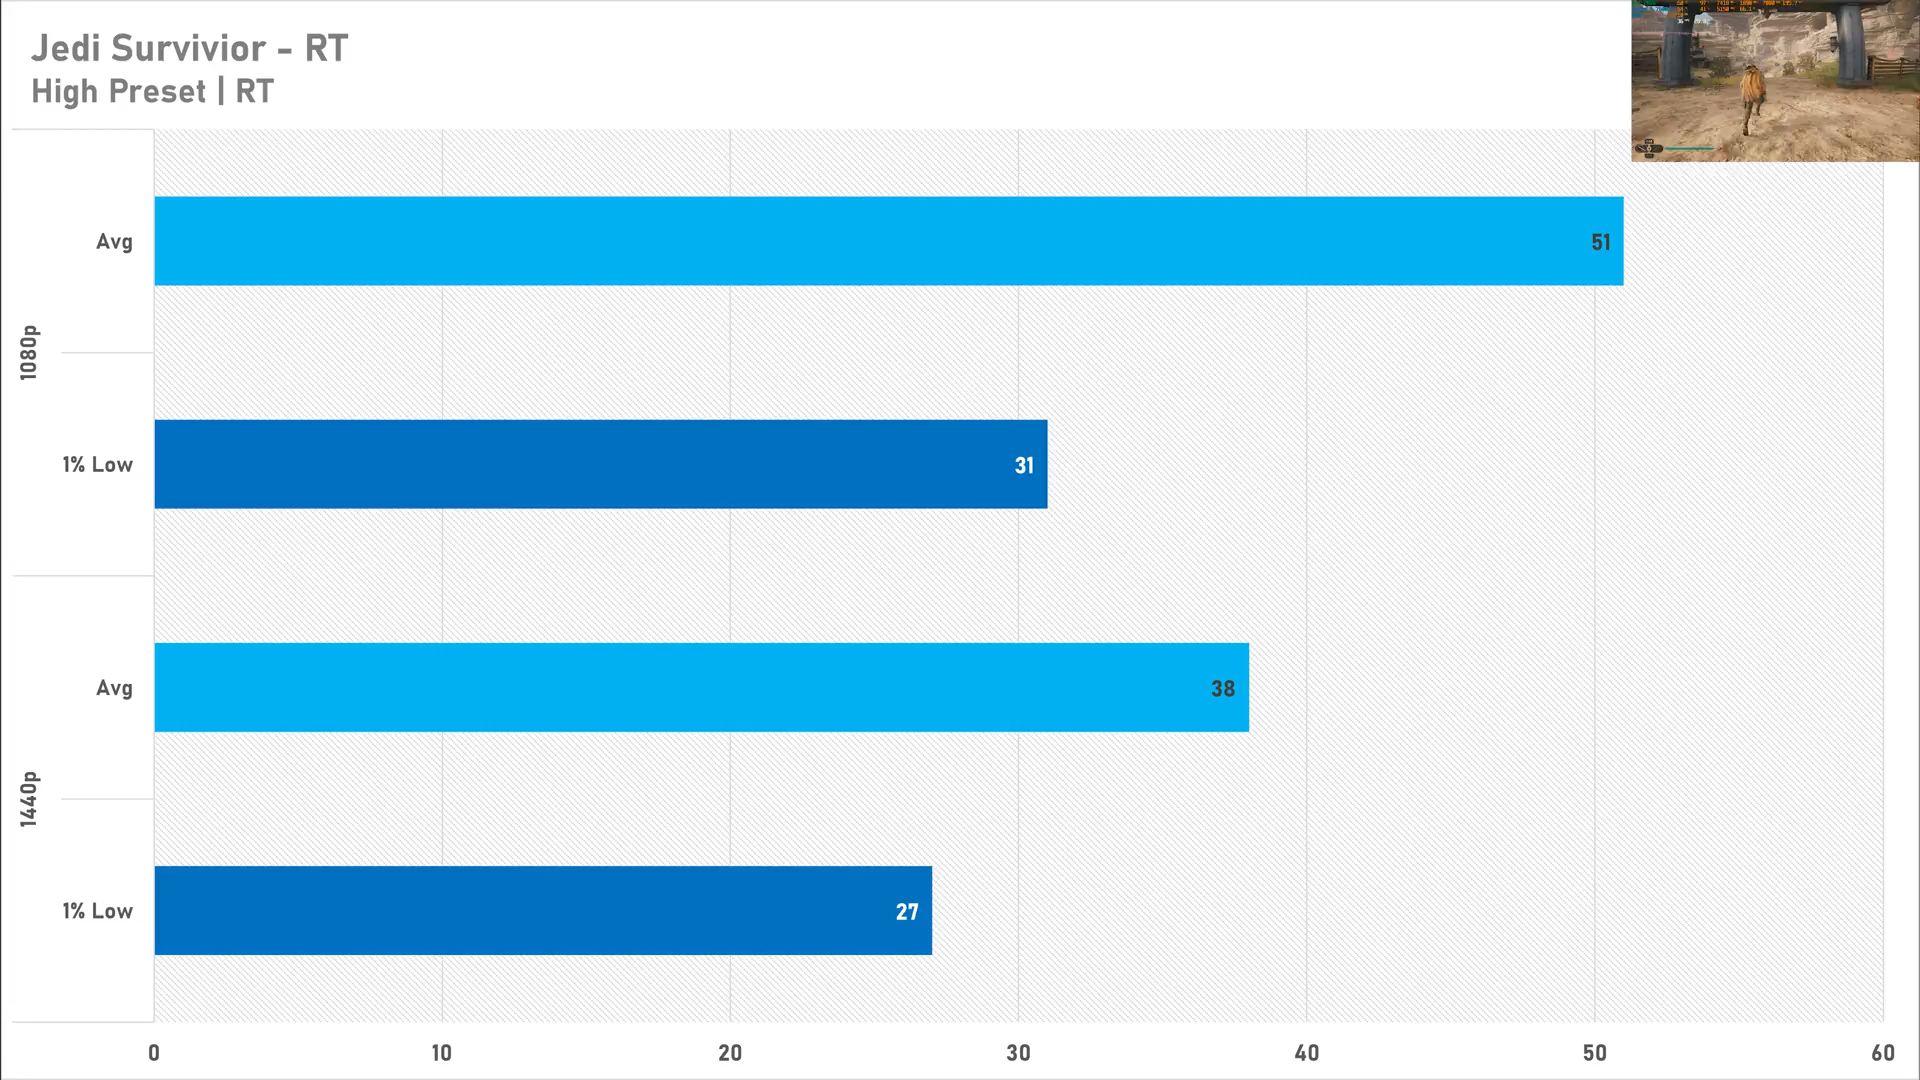 Jedi Survivior - RT
High Preset | RT
1080p
Avg
51
1% Low
31
1440p
Avg
38
1% Low
27
0 10 20 30 40 50 60